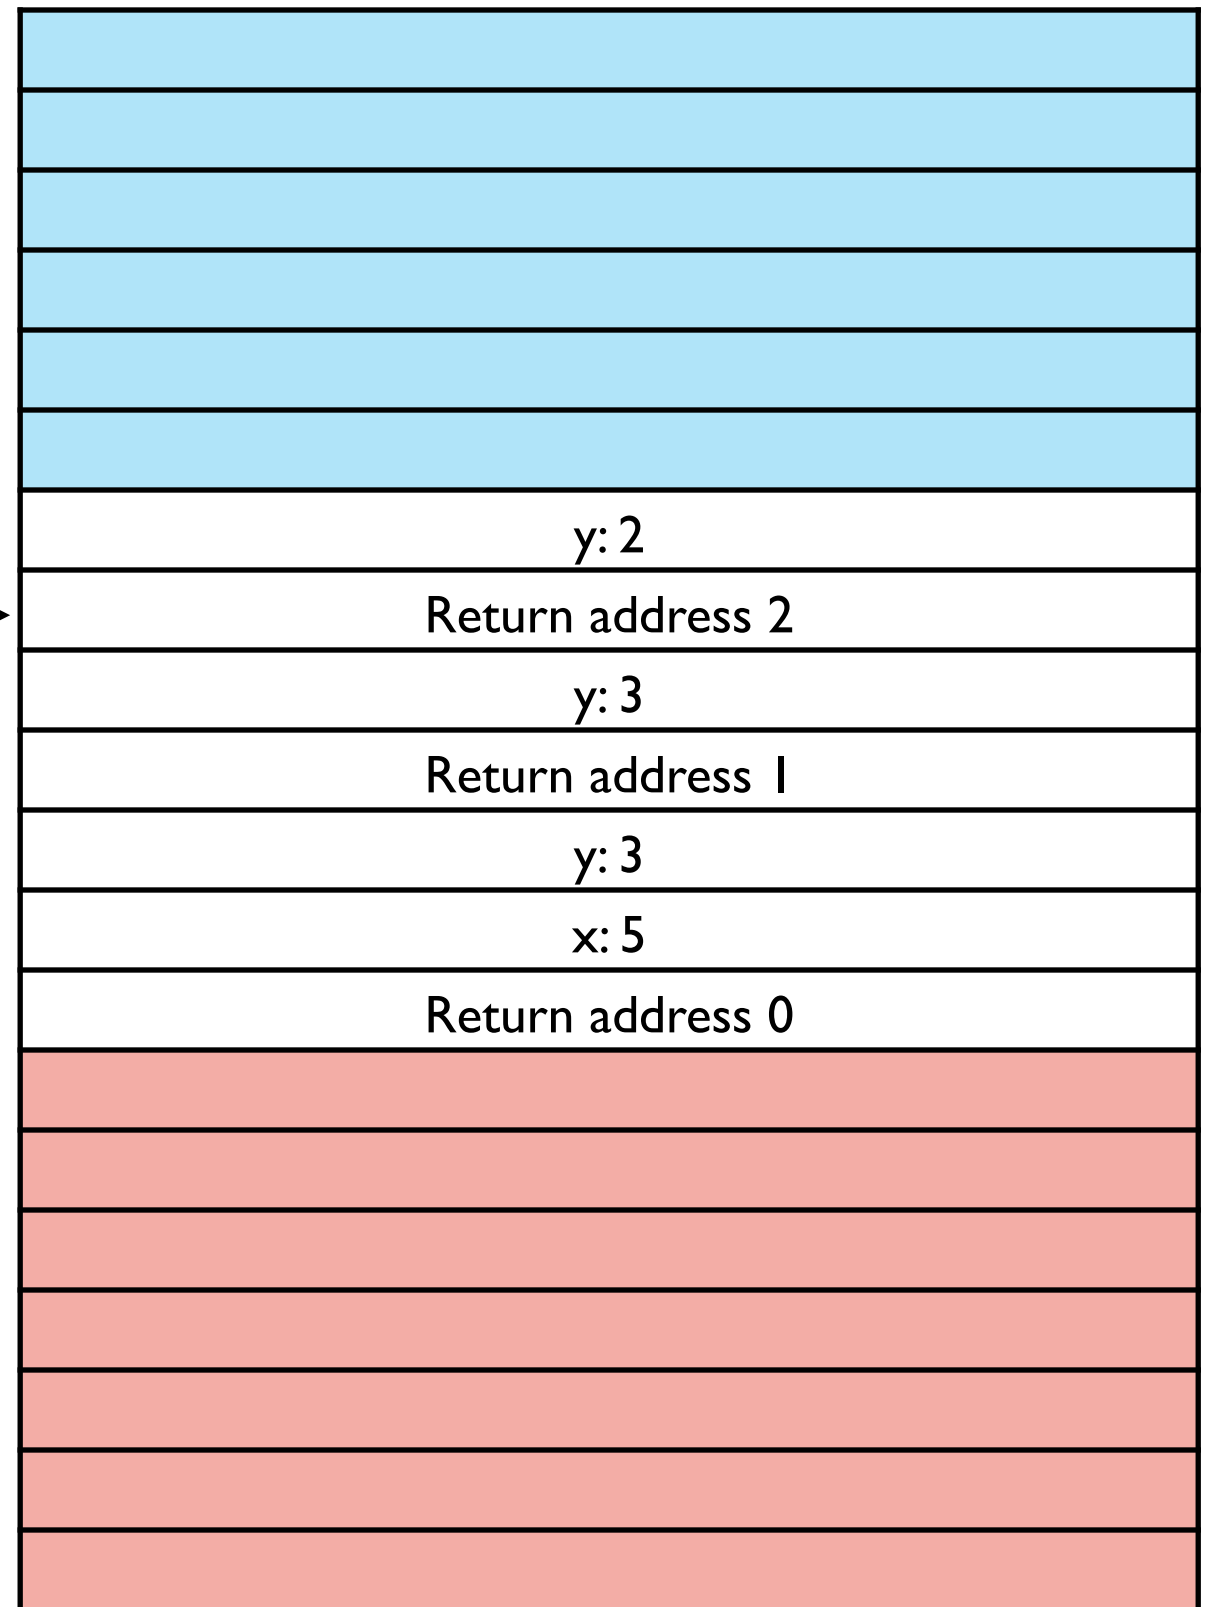 y: 2
Return address 2
y: 3
Return address 1
y: 3
x: 5
Return address 0